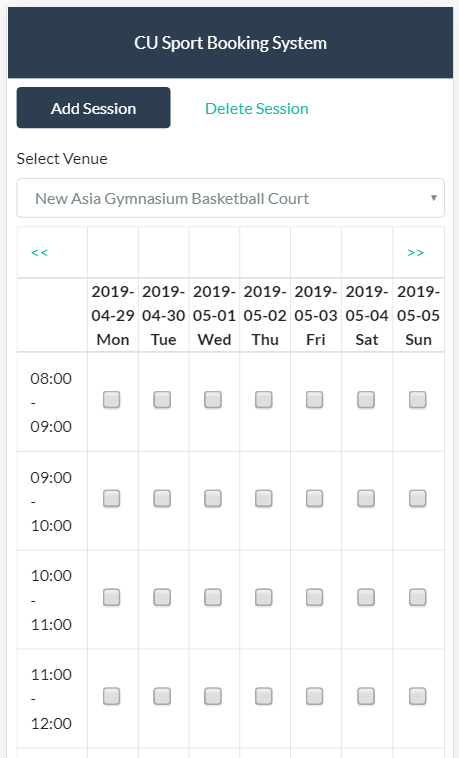 CU Sport Booking System
Add Session Delete Session
Select Venue
New Asia Gymnasium Basketball Court
<< >>
2019- 2019- 2019- 2019- 2019- 2019- 2019-
04-29 04-30 05-01 05-02 05-03 05-04 05-05
Mon Tue Wed Thu Fri Sat Sun
08:00
-
09:00
09:00
-
10:00
10:00
-
11:00
11:00
-
12:00